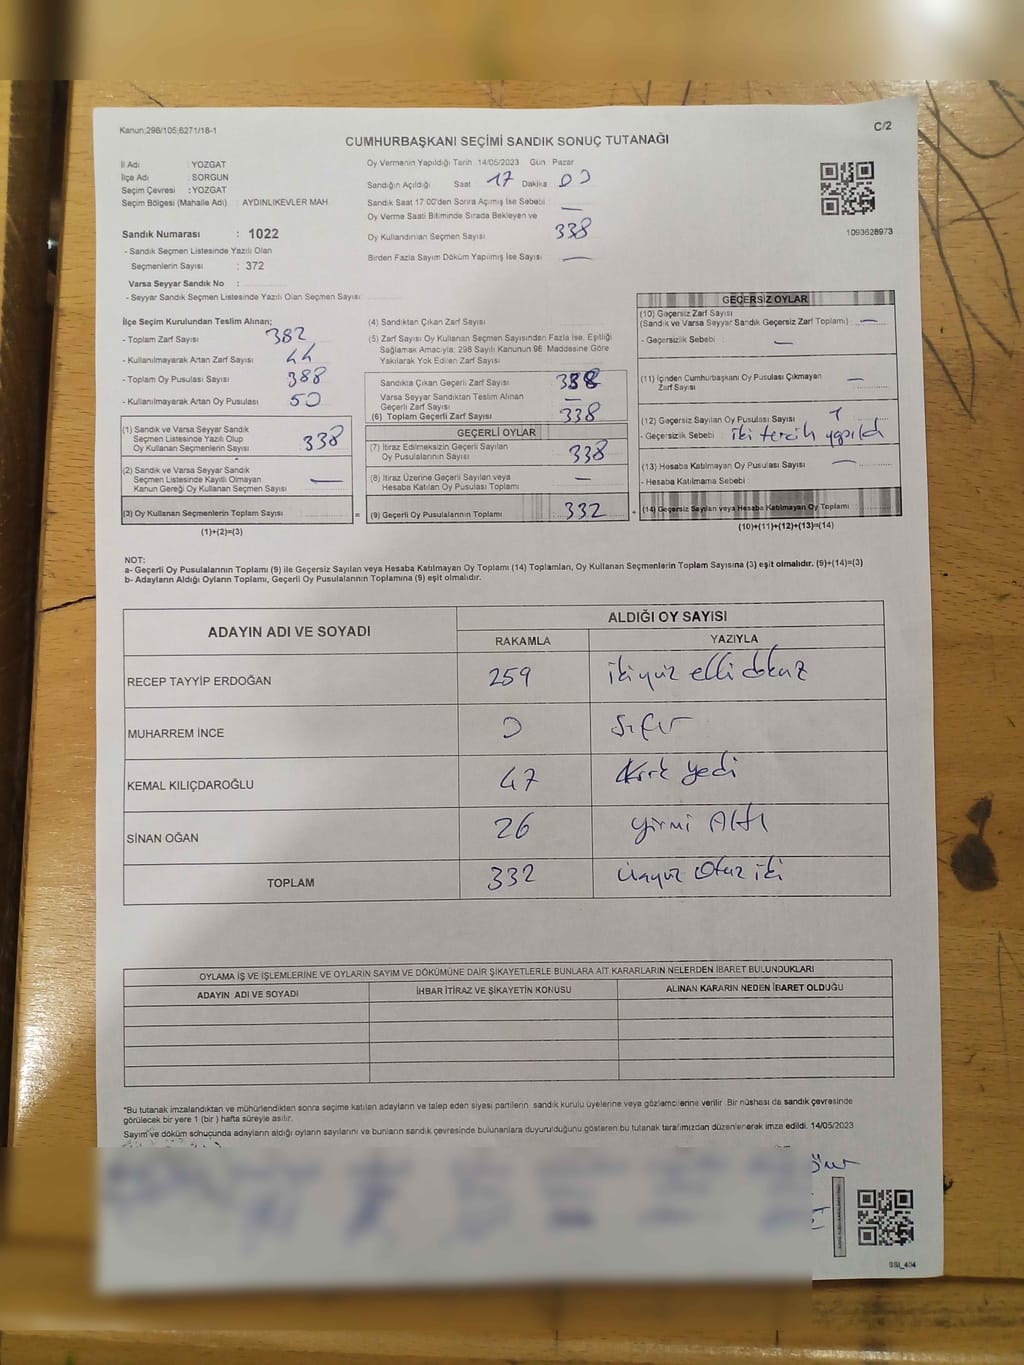 Kanun;298/105,6271/18-1
C/2
CUMHURBAŞKANI SEÇİMİ SANDIK SONUÇ TUTANAĞI
İl Adı : YOZGAT
İlçe Adı : SORGUN
Seçim Çevresi : YOZGAT
Seçim Bölgesi (Mahalle Adı) : AYDINLIKEVLER MAH
Sandık Numarası : 1022
- Sandık Seçmen Listesinde Yazılı Olan
Seçmenlerin Sayısı : 372
Varsa Seyyar Sandık No :
- Seyyar Sandık Seçmen Listesinde Yazılı Olan Seçmen Sayısı
Oy Vermenin Yapıldığı Tarih 14/05/2023 Gün Pazar
Sandığın Açıldığı Saat 17 Dakika 00
Sandık Saat 17:00'den Sonra Açımış İse Sebebi : —
Oy Verme Saati Bitiminde Sırada Bekleyen ve
Oy Kullandırılan Seçmen Sayısı 338
Birden Fazla Sayım Döküm Yapılmış İse Sayısı —
1093628973
İlçe Seçim Kurulundan Teslim Alınan;
- Toplam Zarf Sayısı 382
- Kullanılmayarak Artan Zarf Sayısı 44
- Toplam Oy Pusulası Sayısı 388
- Kullanılmayarak Artan Oy Pusulası 50
(1) Sandık ve Varsa Seyyar Sandık
Seçmen Listesinde Yazılı Olup
Oy Kullanan Seçmenlerin Sayısı 338
(2) Sandık ve Varsa Seyyar Sandık
Seçmen Listesinde Kayıtlı Olmayan
Kanun Gereği Oy Kullanan Seçmen Sayısı —
(3) Oy Kullanan Seçmenlerin Toplam Sayısı =
(1)+(2)=(3)
(4) Sandıktan Çıkan Zarf Sayısı
(5) Zarf Sayısı Oy Kullanan Seçmen Sayısından Fazla İse, Eşitliği
Sağlamak Amacıyla; 298 Sayılı Kanunun 98. Maddesine Göre
Yakılarak Yok Edilen Zarf Sayısı
Sandıkla Çıkan Geçerli Zarf Sayısı 338
Varsa Seyyar Sandıktan Teslim Alınan
Geçerli Zarf Sayısı —
(6) Toplam Geçerli Zarf Sayısı 338
GEÇERLİ OYLAR
(7) İtiraz Edilmeksizin Geçerli Sayılan
Oy Pusulalarının Sayısı 338
(8) İtiraz Üzerine Geçerli Sayılan veya
Hesaba Katılan Oy Pusulası Toplamı —
(9) Geçerli Oy Pusulalarının Toplamı 332 +
GEÇERSİZ OYLAR
(10) Geçersiz Zarf Sayısı
(Sandık ve Varsa Seyyar Sandık Geçersiz Zarf Toplamı) —
- Geçersizlik Sebebi : —
(11) İçinden Cumhurbaşkanı Oy Pusulası Çıkmayan
Zarf Sayısı —
(12) Geçersiz Sayılan Oy Pusulası Sayısı
- Geçersizlik Sebebi : iki tercih yapıldı
(13) Hesaba Katılmayan Oy Pusulası Sayısı —
- Hesaba Katılmama Sebebi
(14) Geçersiz Sayılan veya Hesaba Katılmayan Oy Toplamı
(10)+(11)+(12)+(13)=(14)
NOT:
a- Geçerli Oy Pusulalarının Toplamı (9) ile Geçersiz Sayılan veya Hesaba Katılmayan Oy Toplamı (14) Toplamları, Oy Kullanan Seçmenlerin Toplam Sayısına (3) eşit olmalıdır. (9)+(14)=(3)
b- Adayların Aldığı Oyların Toplamı, Geçerli Oy Pusulalarının Toplamına (9) eşit olmalıdır.
ADAYIN ADI VE SOYADI
ALDIĞI OY SAYISI
RAKAMLA YAZIYLA
RECEP TAYYİP ERDOĞAN 259 ikiyüz elli dokuz
MUHARREM İNCE 0 Sıfır
KEMAL KILIÇDAROĞLU 47 Kırk yedi
SİNAN OĞAN 26 yirmi Altı
TOPLAM 332 üçyüz Otuz iki
OYLAMA İŞ VE İŞLEMLERİNE VE OYLARIN SAYIM VE DÖKÜMÜNE DAİR ŞİKAYETLERLE BUNLARA AİT KARARLARIN NELERDEN İBARET BULUNDUKLARI
ADAYIN ADI VE SOYADI İHBAR İTİRAZ VE ŞİKAYETİN KONUSU ALINAN KARARIN NEDEN İBARET OLDUĞU
*Bu tutanak imzalandıktan ve mühürlendikten sonra seçime katılan adayların ve talep eden siyasi partilerin sandık kurulu üyelerine veya gözlemcilerine verilir. Bir nüshası da sandık çevresinde
görülecek bir yere 1 (bir) hafta süreyle asılır.
Sayım ve döküm sonucunda adayların aldığı oyların sayılarını ve bunların sandık çevresinde bulunanlara duyurulduğunu gösteren bu tutanak tarafımızdan düzenlenerek imza edildi. 14/05/2023
SSI_404